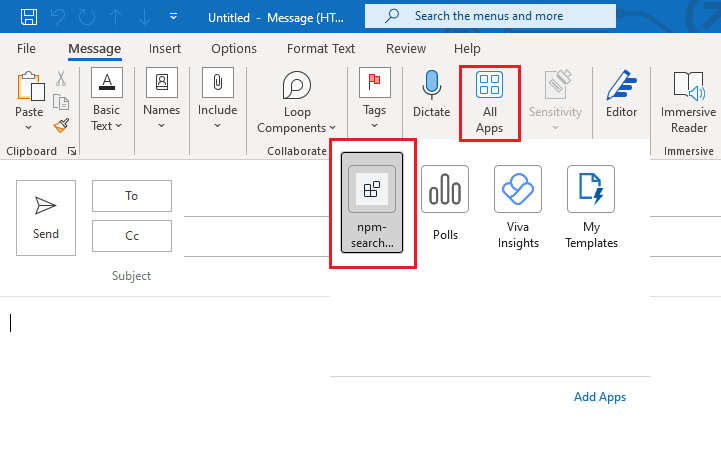 Untitled - Message (HT...
Search the menus and more
File Message Insert Options Format Text Review Help
Paste
Basic
Text
Names
Include
Loop
Components
Tags
Dictate
All
Apps
Sensitivity
Editor
Immersive
Reader
Clipboard
Collaborate
Immersive
Send
To
Cc
Subject
npm-
search...
Polls
Viva
Insights
My
Templates
Add Apps